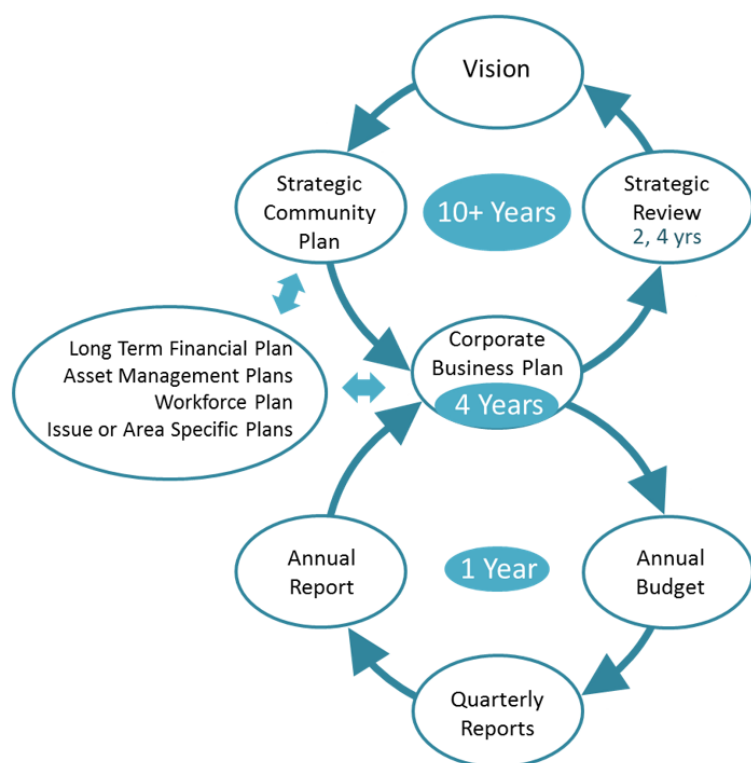 Vision
Strategic
Community
Plan
10+ Years
Strategic
Review
2, 4 yrs
Long Term Financial Plan
Asset Management Plans
Workforce Plan
Issue or Area Specific Plans
Corporate
Business Plan
4 Years
Annual
Report
1 Year
Annual
Budget
Quarterly
Reports